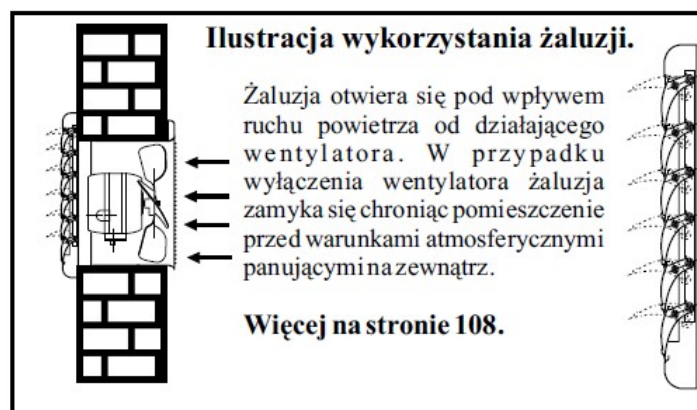 Ilustracja wykorzystania żaluzji.
Żaluzja otwiera się pod wpływem
ruchu powietrza od działającego
wentylatora. W przypadku
wyłączenia wentylatora żaluzja
zamyka się chroniąc pomieszczenie
przed warunkami atmosferycznymi
panującymi na zewnątrz.
Więcej na stronie 108.